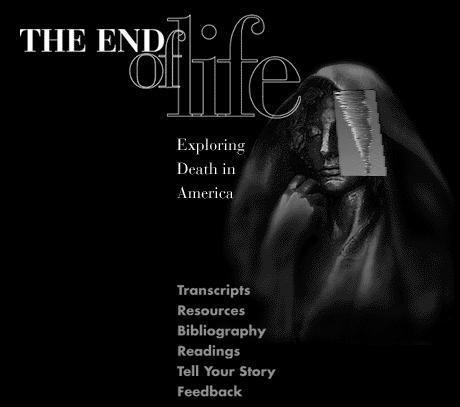 THE END
of life
Exploring
Death in
America
Transcripts
Resources
Bibliography
Readings
Tell Your Story
Feedback